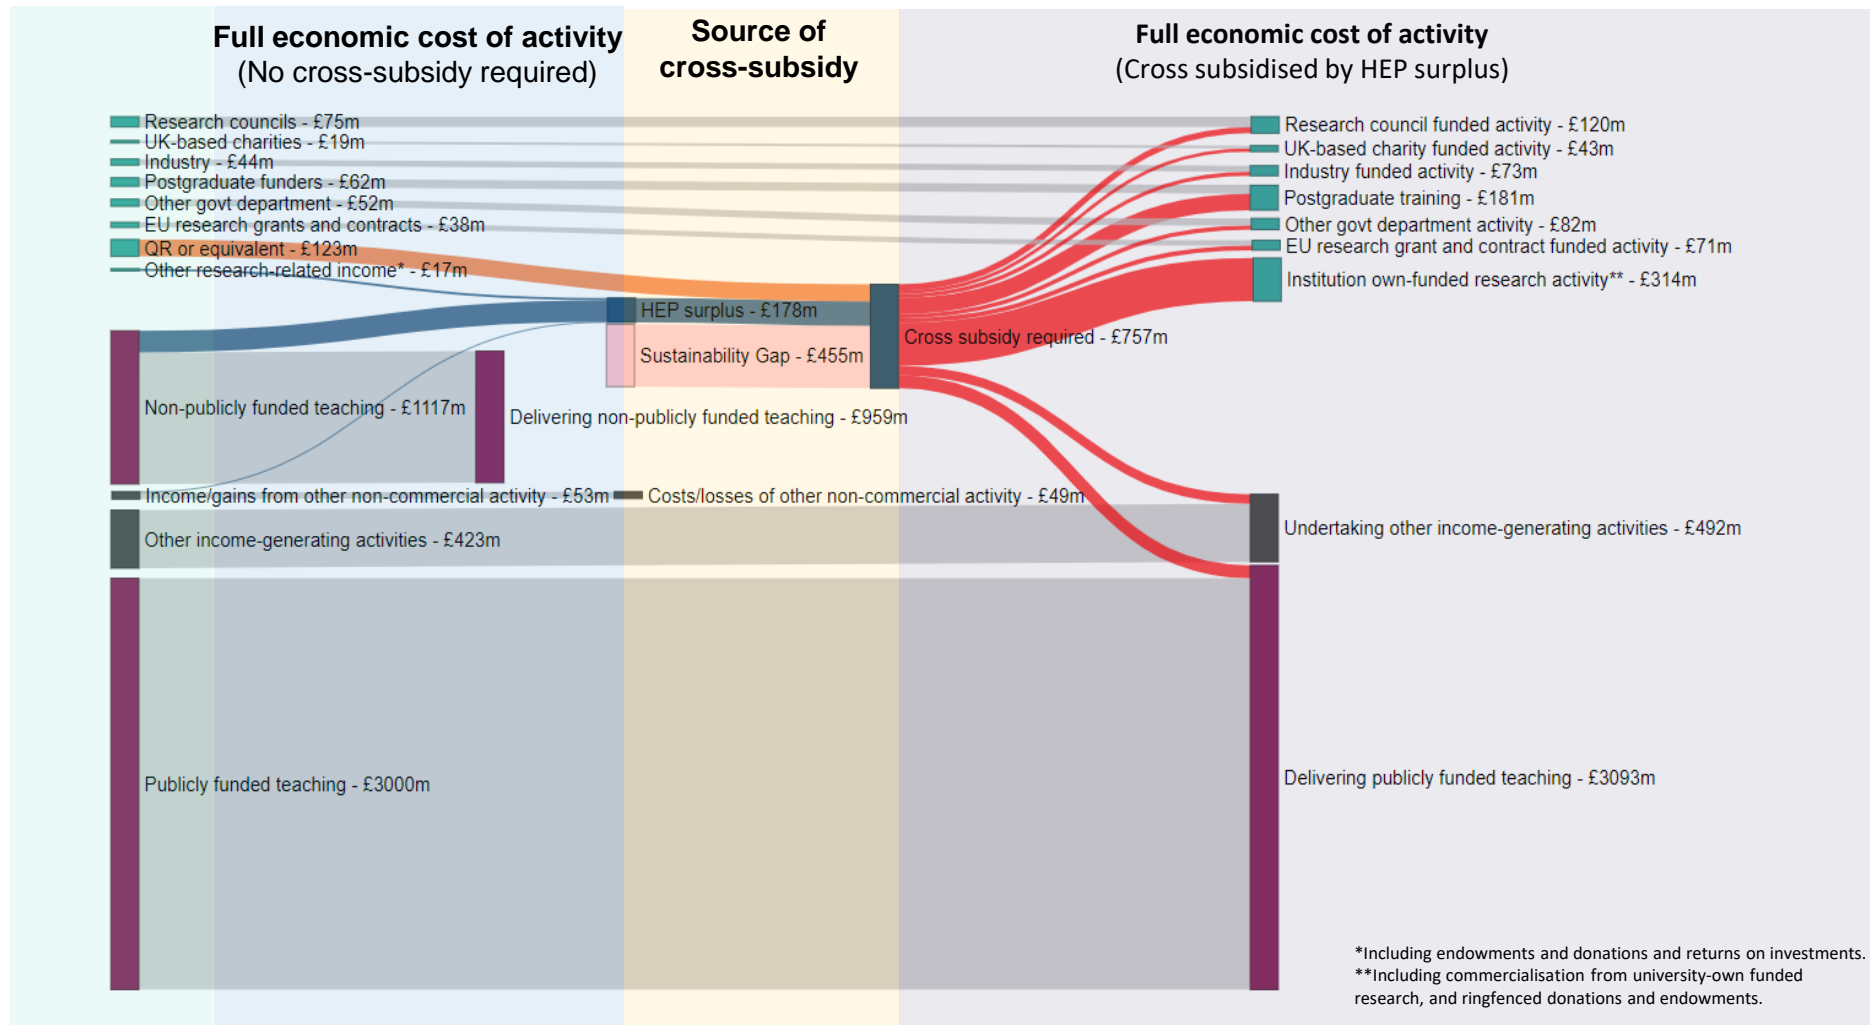 Full economic cost of activity
(No cross-subsidy required)
Source of
cross-subsidy
Full economic cost of activity
(Cross subsidised by HEP surplus)
Research councils - £75m
UK-based charities - £19m
Industry - £44m
Postgraduate funders - £62m
Other govt department - £52m
EU research grants and contracts - £38m
QR or equivalent - £123m
Other research-related income* - £17m
Non-publicly funded teaching - £1117m
Income/gains from other non-commercial activity - £53m
Other income-generating activities - £423m
Publicly funded teaching - £3000m
Delivering non-publicly funded teaching - £959m
HEP surplus - £178m
Sustainability Gap - £455m
Costs/losses of other non-commercial activity - £49m
Cross subsidy required - £757m
Research council funded activity - £120m
UK-based charity funded activity - £43m
Industry funded activity - £73m
Postgraduate training - £181m
Other govt department activity - £82m
EU research grant and contract funded activity - £71m
Institution own-funded research activity** - £314m
Undertaking other income-generating activities - £492m
Delivering publicly funded teaching - £3093m
*Including endowments and donations and returns on investments.
**Including commercialisation from university-own funded
research, and ringfenced donations and endowments.